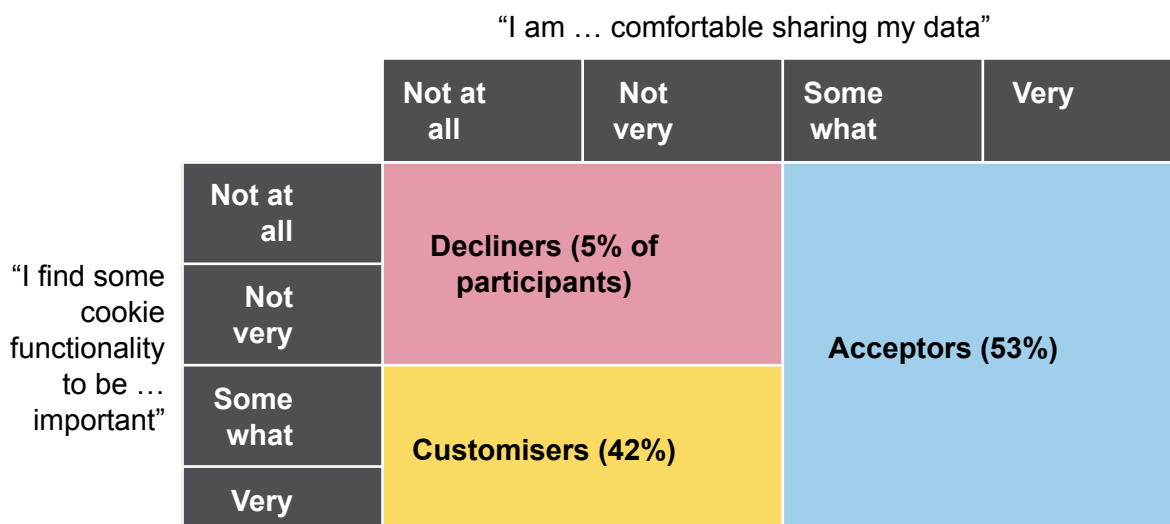 “I am … comfortable sharing my data”
Not at
all
Not
very
Some
what
Very
“I find some
cookie
functionality
to be …
important”
Not at
all
Not
very
Some
what
Very
Decliners (5% of
participants)
Customisers (42%)
Acceptors (53%)